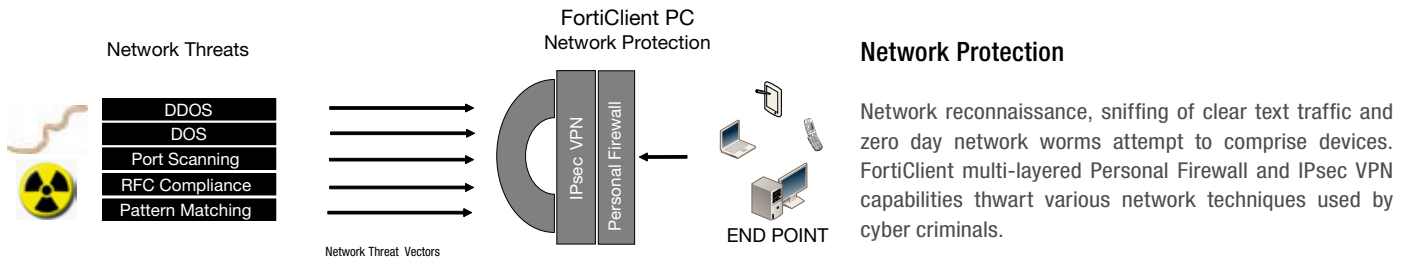 FortiClient PC
Network Protection
Network Threats
DDOS
DOS
Port Scanning
RFC Compliance
Pattern Matching
Network Threat Vectors
IPsec VPN
Personal Firewall
END POINT
Network Protection
Network reconnaissance, sniffing of clear text traffic and
zero day network worms attempt to comprise devices.
FortiClient multi-layered Personal Firewall and IPsec VPN
capabilities thwart various network techniques used by
cyber criminals.